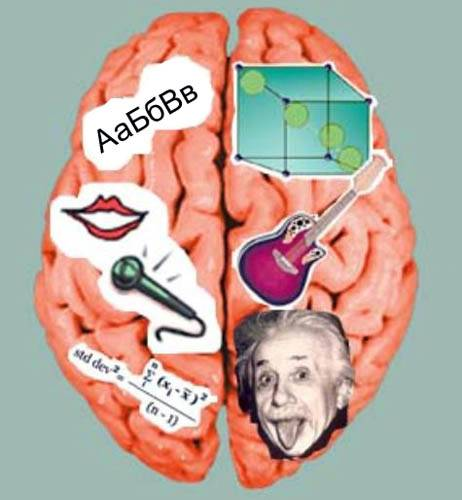 АаБбВв
std dev² = n Σ i (xᵢ - x̄)² / (n - 1)